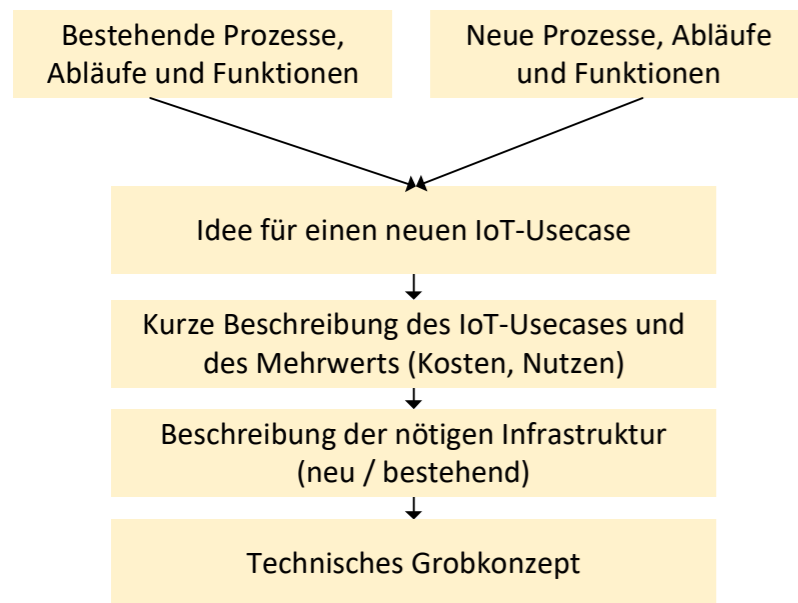 Bestehende Prozesse,
Abläufe und Funktionen
Neue Prozesse, Abläufe
und Funktionen
Idee für einen neuen IoT-Usecase
Kurze Beschreibung des IoT-Usecases und
des Mehrwerts (Kosten, Nutzen)
Beschreibung der nötigen Infrastruktur
(neu / bestehend)
Technisches Grobkonzept